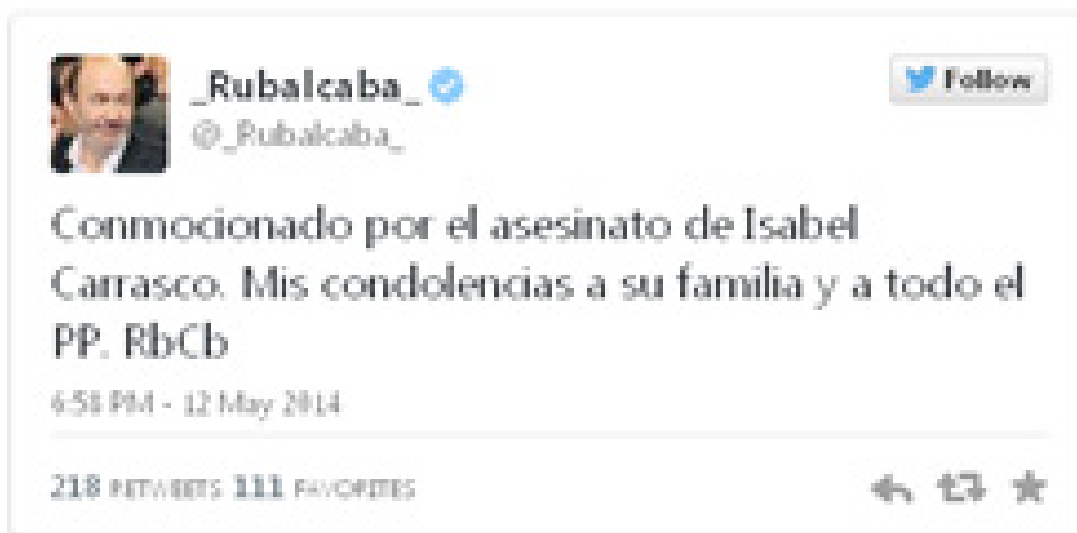 _Rubalcaba_
Follow
@_Rubalcaba_
Conmocionado por el asesinato de Isabel
Carrasco. Mis condolencias a su familia y a todo el
PP. RbCb
6:58 PM - 12 May 2014
218 RETWEETS 111 FAVORITES